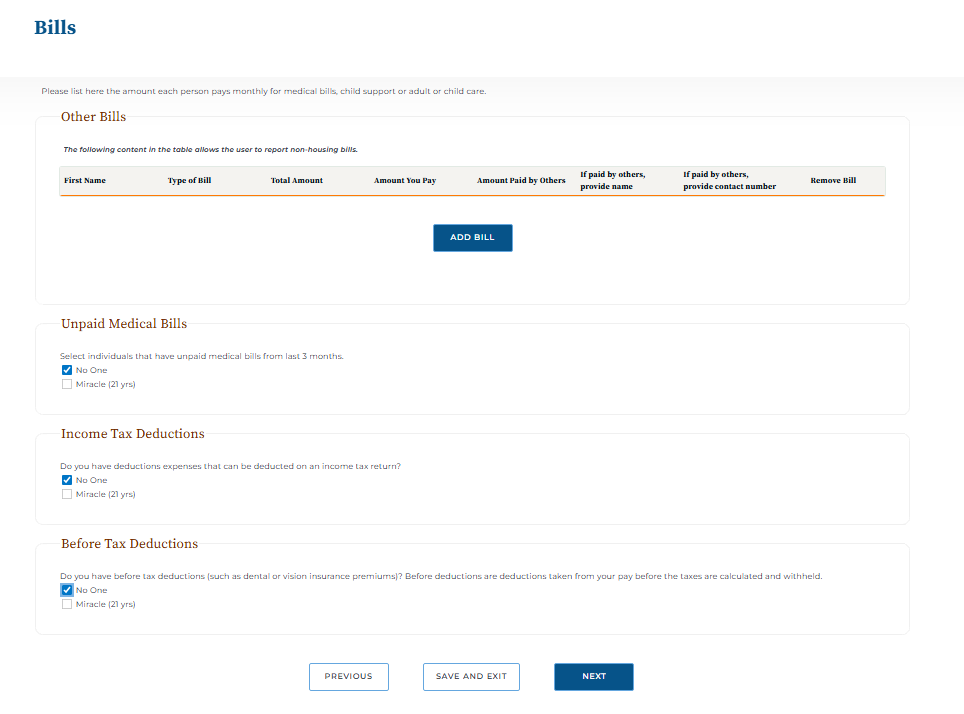 Bills
Please list here the amount each person pays monthly for medical bills, child support or adult or child care.
Other Bills
The following content in the table allows the user to report non-housing bills.
First Name Type of Bill Total Amount Amount You Pay Amount Paid by Others If paid by others, provide name If paid by others, provide contact number Remove Bill
ADD BILL
Unpaid Medical Bills
Select individuals that have unpaid medical bills from last 3 months.
No One
Miracle (21 yrs)
Income Tax Deductions
Do you have deductions expenses that can be deducted on an income tax return?
No One
Miracle (21 yrs)
Before Tax Deductions
Do you have before tax deductions (such as dental or vision insurance premiums)? Before deductions are deductions taken from your pay before the taxes are calculated and withheld.
No One
Miracle (21 yrs)
PREVIOUS SAVE AND EXIT NEXT